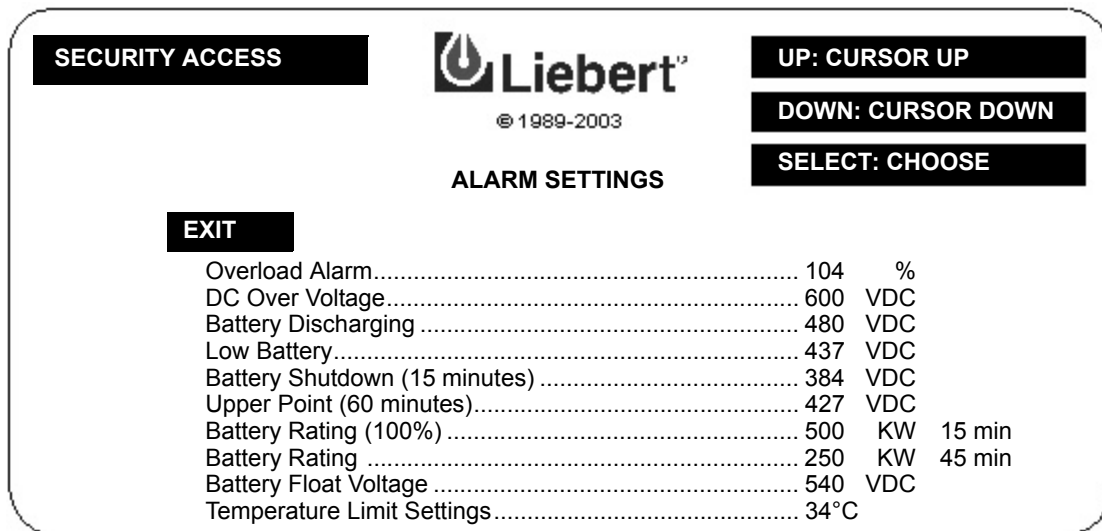 SECURITY ACCESS
Liebert
© 1989-2003
UP: CURSOR UP
DOWN: CURSOR DOWN
SELECT: CHOOSE
ALARM SETTINGS
EXIT
Overload Alarm................................................................ 104 %
DC Over Voltage.............................................................. 600 VDC
Battery Discharging ......................................................... 480 VDC
Low Battery...................................................................... 437 VDC
Battery Shutdown (15 minutes) ....................................... 384 VDC
Upper Point (60 minutes)................................................. 427 VDC
Battery Rating (100%) ..................................................... 500 KW 15 min
Battery Rating ................................................................. 250 KW 45 min
Battery Float Voltage ....................................................... 540 VDC
Temperature Limit Settings.............................................. 34°C